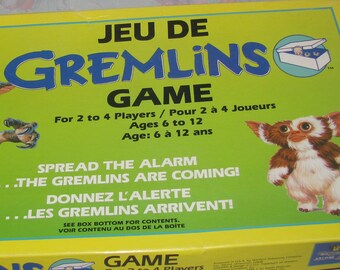 JEU DE
GREMLINS
GAME
For 2 to 4 Players / Pour 2 à 4 Joueurs
Ages 6 to 12
Age: 6 à 12 ans
SPREAD THE ALARM
...THE GREMLINS ARE COMING!
DONNEZ L'ALERTE
...LES GREMLINS ARRIVENT!
SEE BOX BOTTOM FOR CONTENTS.
VOIR CONTENU AU DOS DE LA BOÎTE
GAME
For 2 to 4 Players